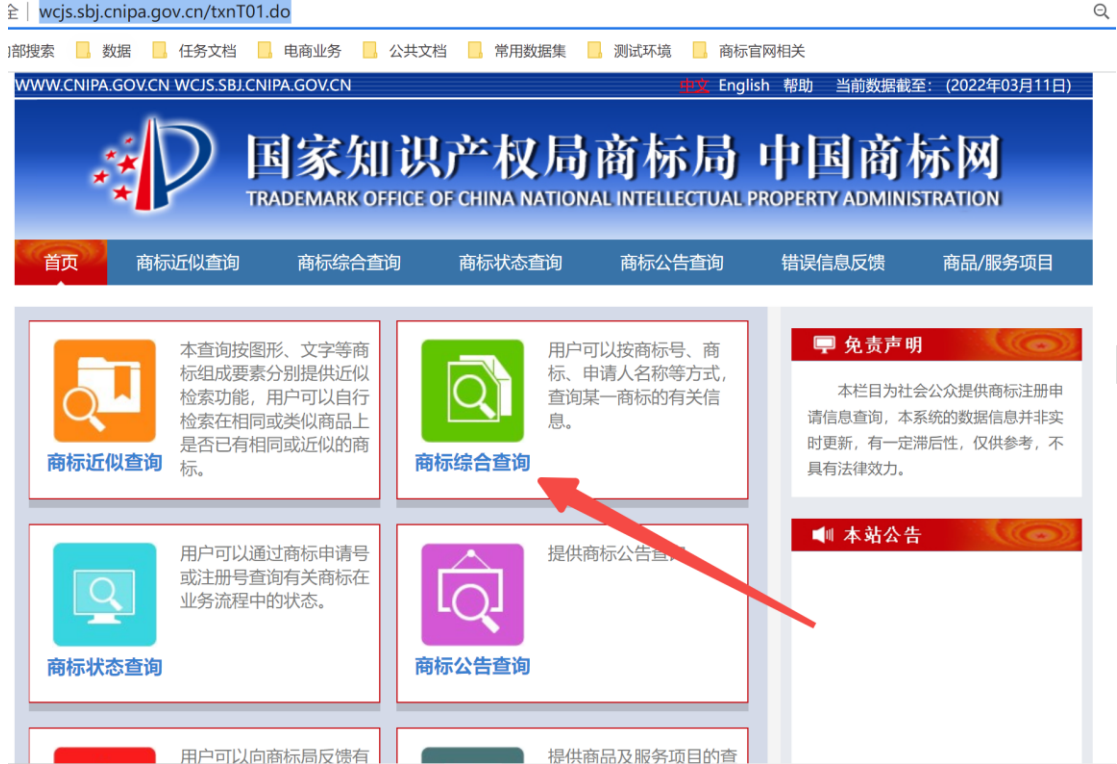 wcjs.sbj.cnipa.gov.cn/txnT01.do
部搜索 数据 任务文档 电商业务 公共文档 常用数据集 测试环境 商标官网相关
WWW.CNIPA.GOV.CN WCJS.SBJ.CNIPA.GOV.CN 中文 English 帮助 当前数据截至: (2022年03月11日)
国家知识产权局商标局 中国商标网
TRADEMARK OFFICE OF CHINA NATIONAL INTELLECTUAL PROPERTY ADMINISTRATION
首页 商标近似查询 商标综合查询 商标状态查询 商标公告查询 错误信息反馈 商品/服务项目
本查询按图形、文字等商
标组成要素分别提供近似
检索功能，用户可以自行
检索在相同或类似商品上
是否已有相同或近似的商
标。
商标近似查询
用户可以按商标号、商
标、申请人名称等方式，
查询某一商标的有关信
息。
商标综合查询
免责声明
本栏目为社会公众提供商标注册申
请信息查询，本系统的数据信息并非实
时更新，有一定滞后性，仅供参考，不
具有法律效力。
用户可以通过商标申请号
或注册号查询有关商标在
业务流程中的状态。
商标状态查询
提供商标公告查
商标公告查询
本站公告
用户可以向商标局反馈有
提供商品及服务项目的查